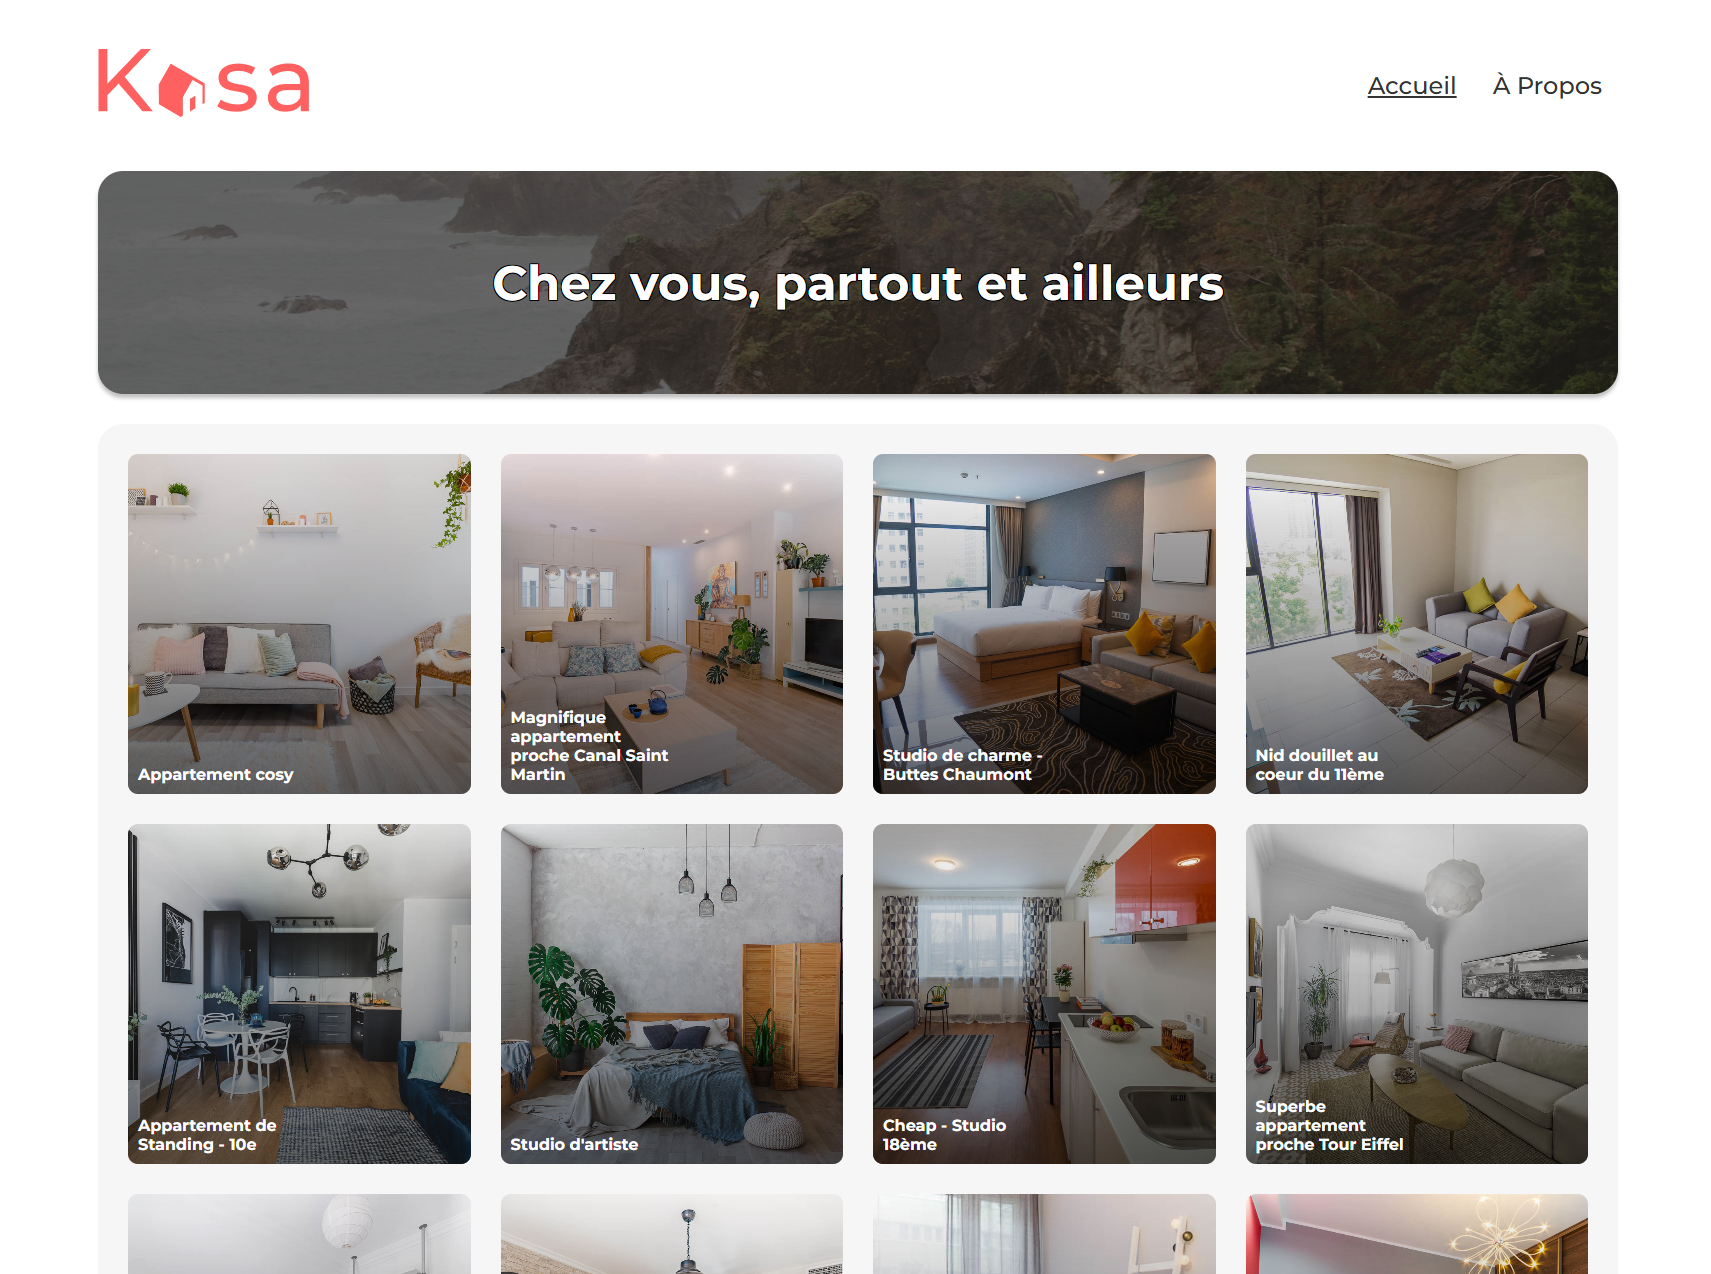 Kasa
Accueil
À Propos
Chez vous, partout et ailleurs
Appartement cosy
Magnifique
appartement
proche Canal Saint
Martin
Studio de charme -
Buttes Chaumont
Nid douillet au
coeur du 11ème
Appartement de
Standing - 10e
Studio d'artiste
Cheap - Studio
18ème
Superbe
appartement
proche Tour Eiffel